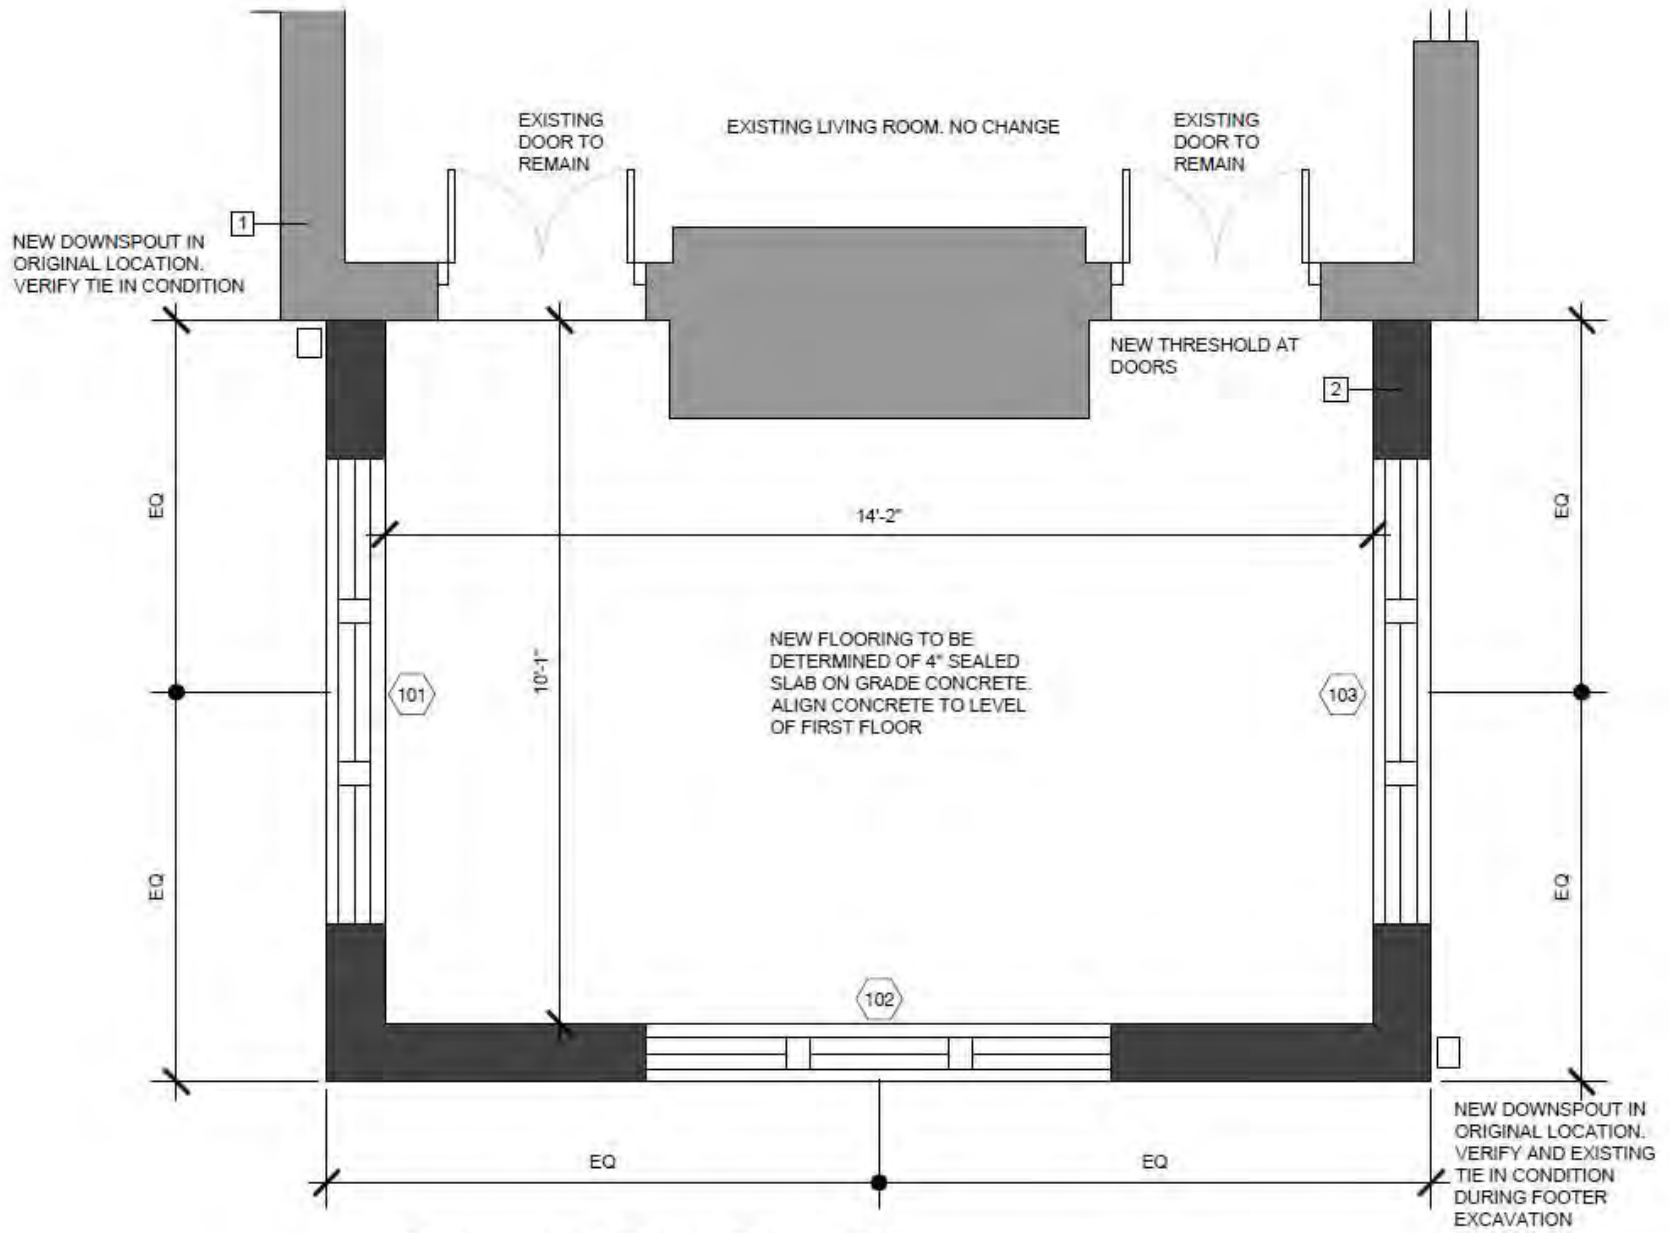 EXISTING
DOOR TO
REMAIN
EXISTING LIVING ROOM. NO CHANGE
EXISTING
DOOR TO
REMAIN
1
NEW DOWNSPOUT IN
ORIGINAL LOCATION.
VERIFY TIE IN CONDITION
NEW THRESHOLD AT
DOORS
2
EQ
14'-2"
EQ
NEW FLOORING TO BE
DETERMINED OF 4" SEALED
SLAB ON GRADE CONCRETE.
ALIGN CONCRETE TO LEVEL
OF FIRST FLOOR
10'-1"
101
103
EQ
EQ
102
NEW DOWNSPOUT IN
ORIGINAL LOCATION.
VERIFY AND EXISTING
TIE IN CONDITION
DURING FOOTER
EXCAVATION
EQ
EQ